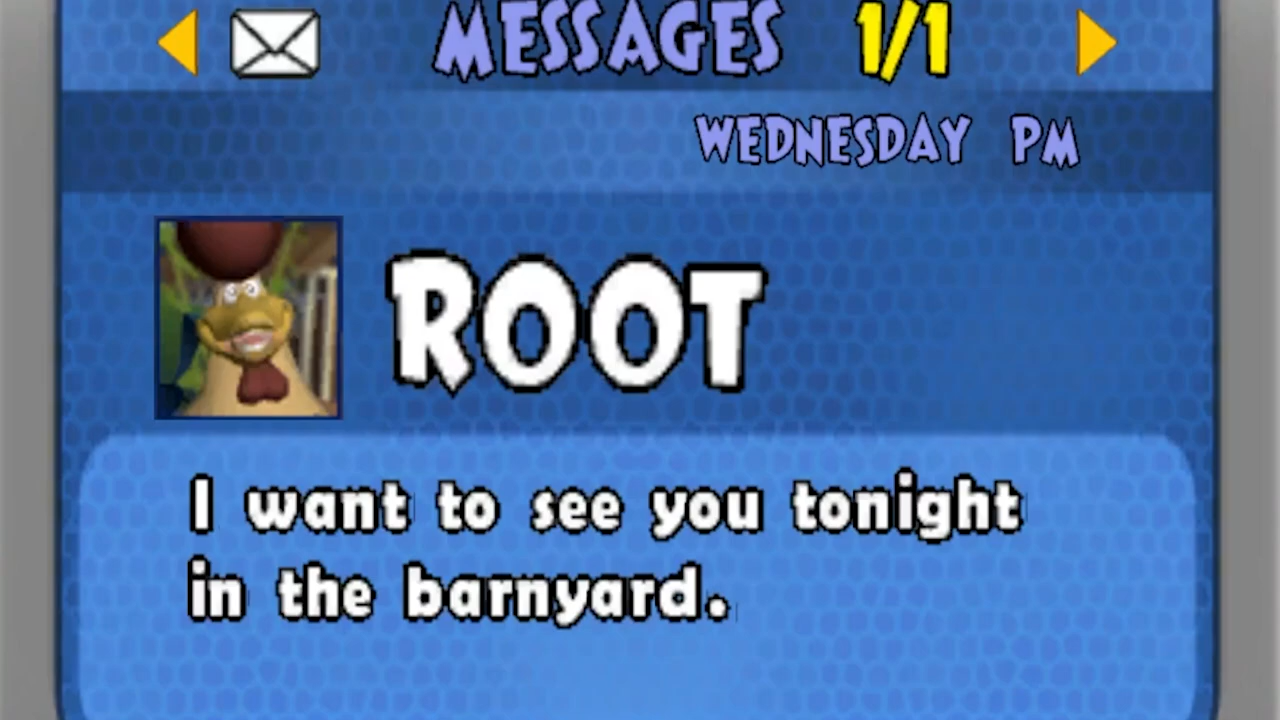 MESSAGES 1/1
WEDNESDAY PM
ROOT
I want to see you tonight
in the barnyard.